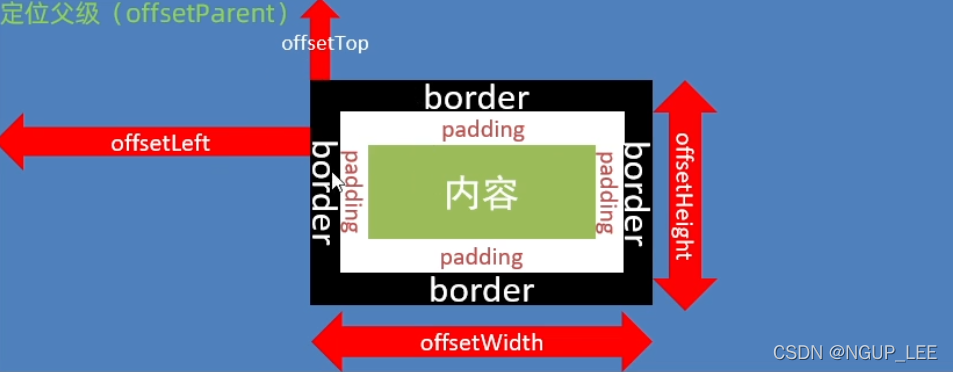 定位父级（offsetParent）
offsetTop
border
padding
offsetLeft
border
padding
内容
padding
border
offsetHeight
padding
border
offsetWidth
CSDN @NGUP_LEE